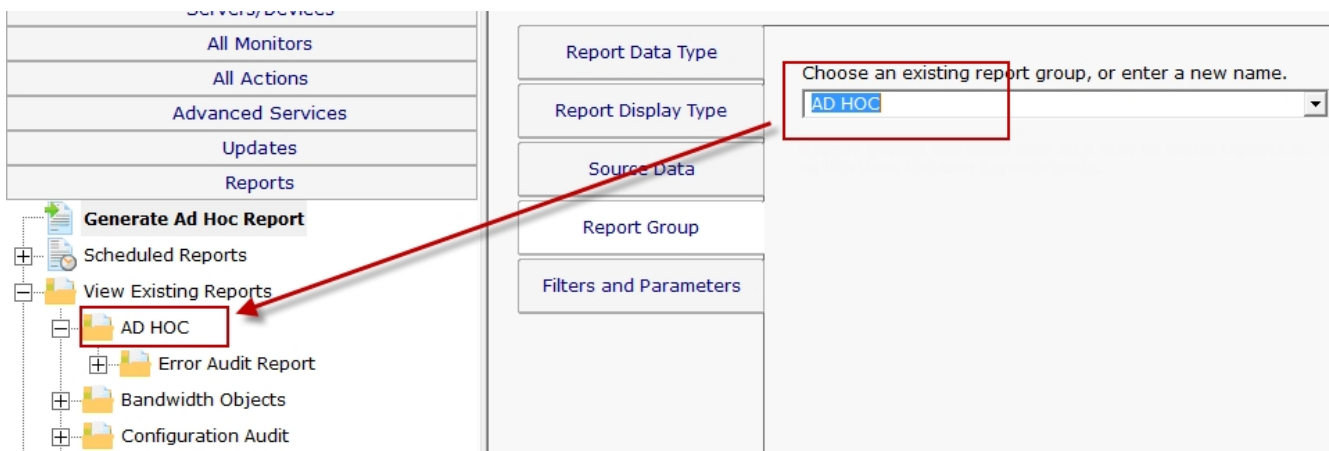 Servers/Devices
All Monitors
All Actions
Advanced Services
Updates
Reports
Generate Ad Hoc Report
Scheduled Reports
View Existing Reports
AD HOC
Error Audit Report
Bandwidth Objects
Configuration Audit
Report Data Type
Report Display Type
Source Data
Report Group
Filters and Parameters
Choose an existing report group, or enter a new name.
AD HOC